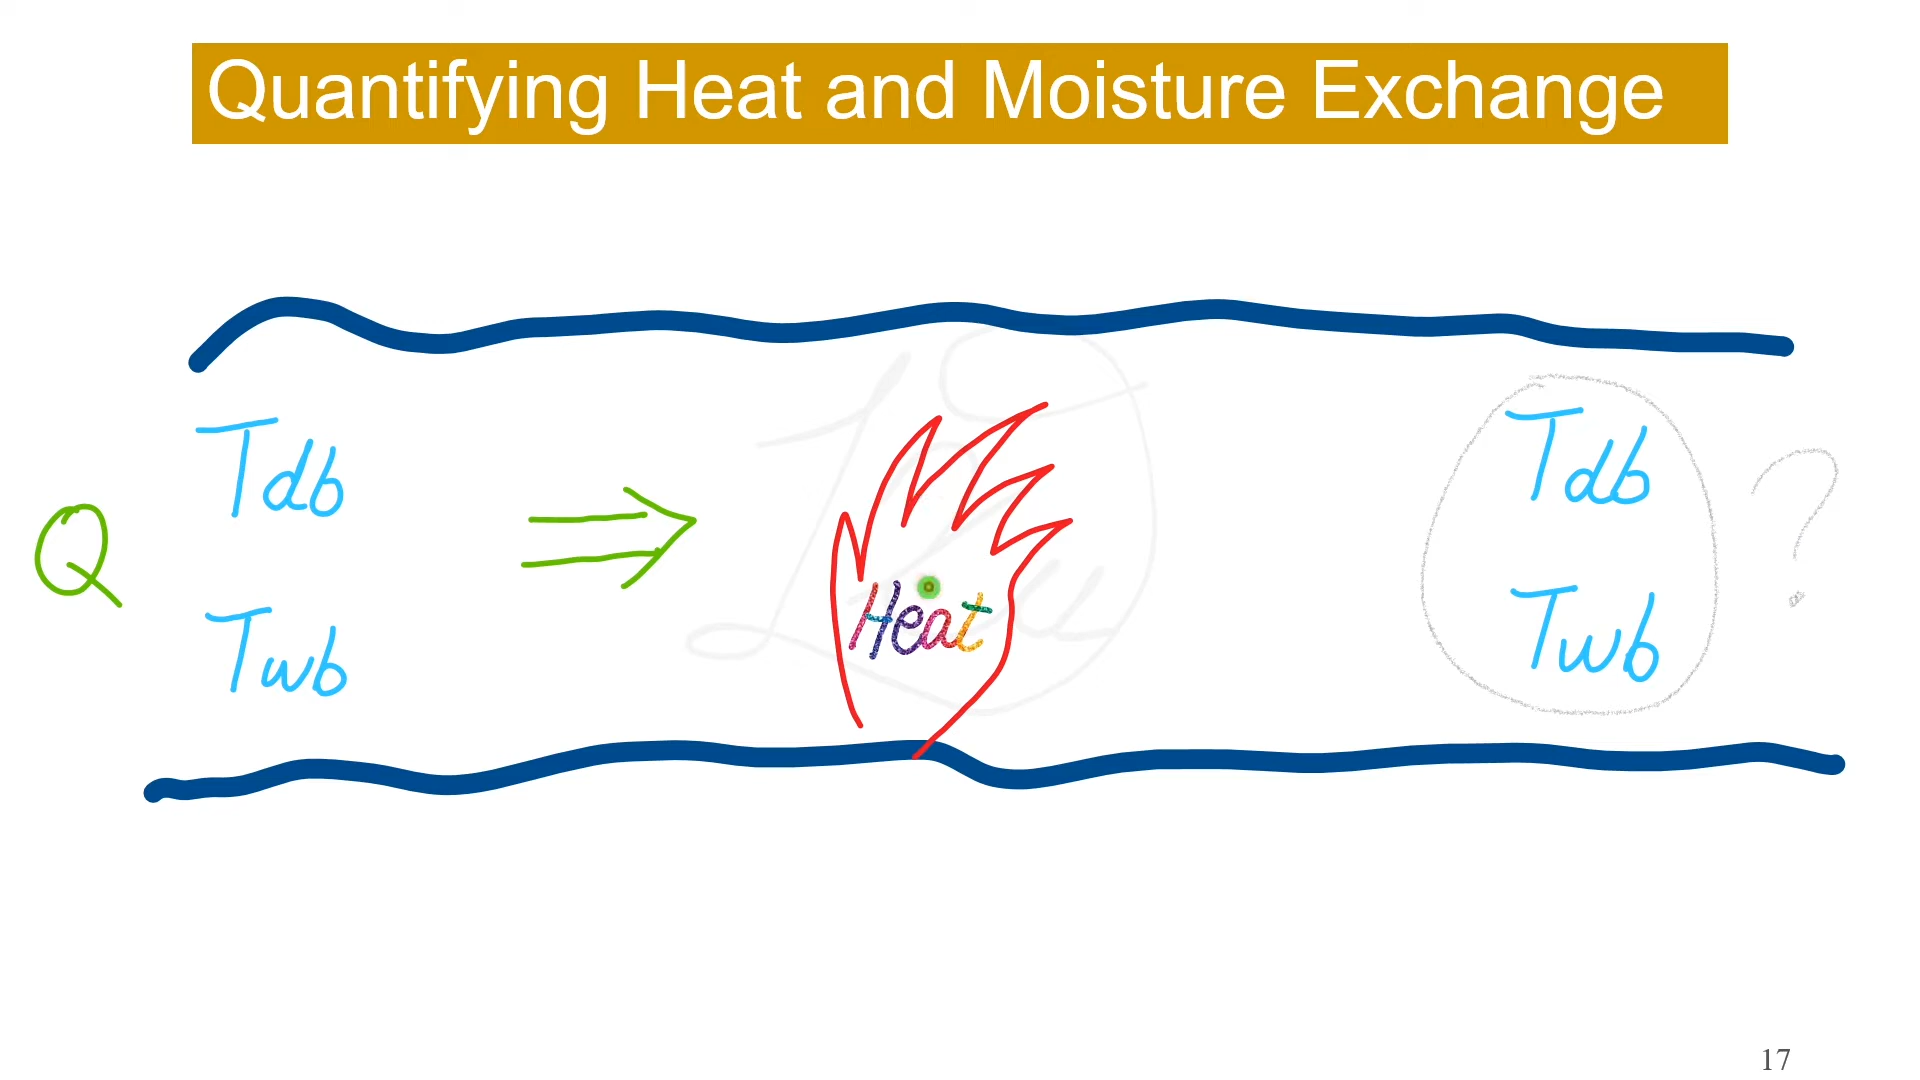 Quantifying Heat and Moisture Exchange
Tdb
Tdb
?
Q
Heat
Twb
Twb
17